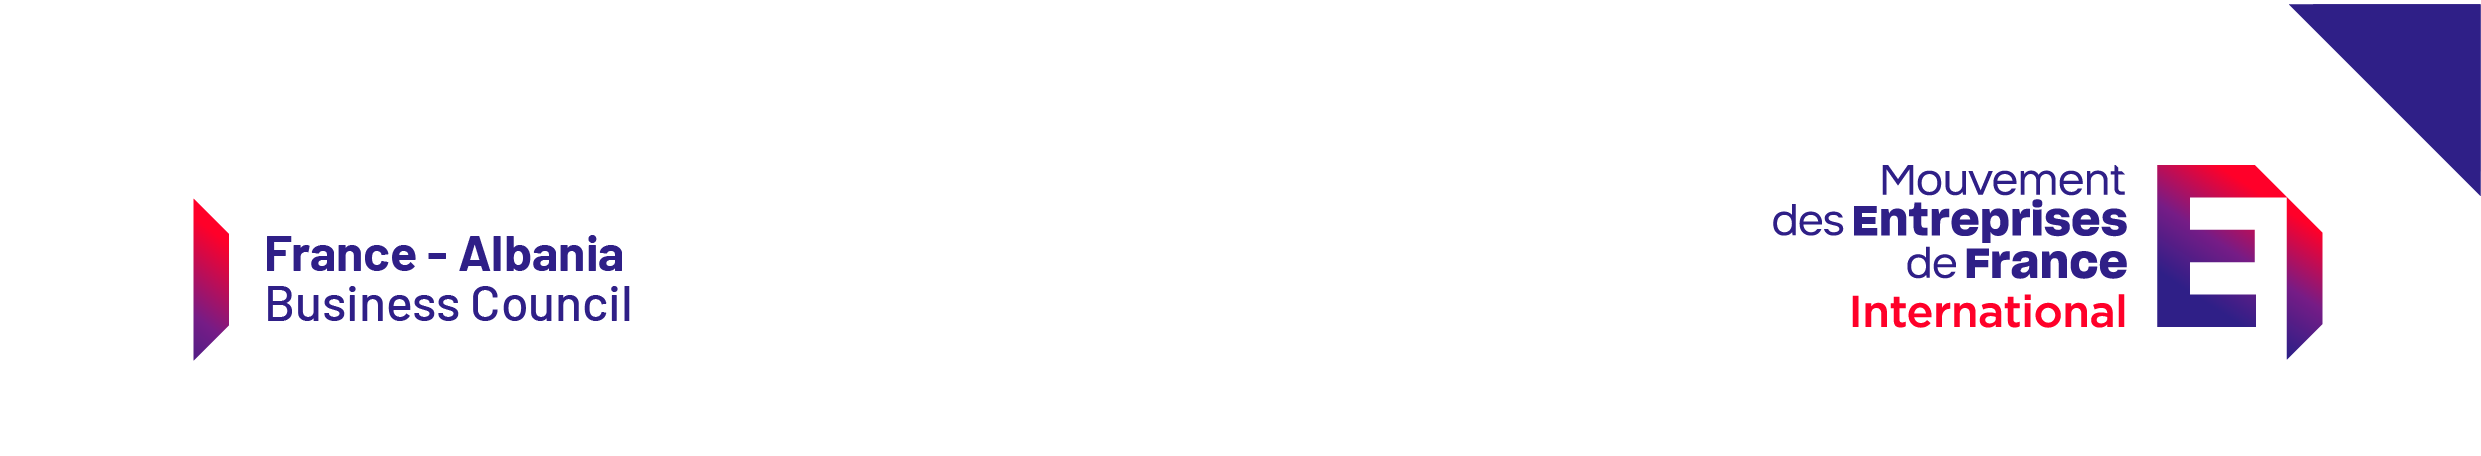 France - Albania
Business Council
Mouvement
des Entreprises
de France
International